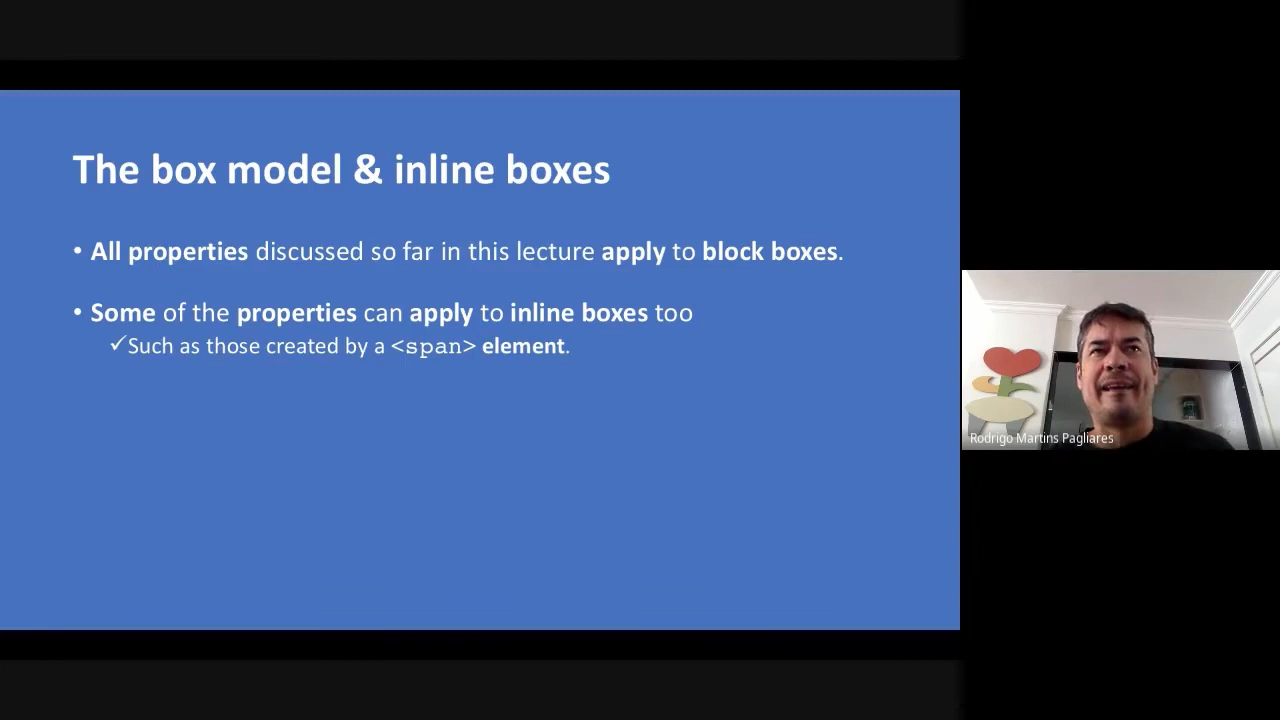 The box model & inline boxes
• All properties discussed so far in this lecture apply to block boxes.
• Some of the properties can apply to inline boxes too
✓Such as those created by a <span> element.
Rodrigo Martins Pagliares